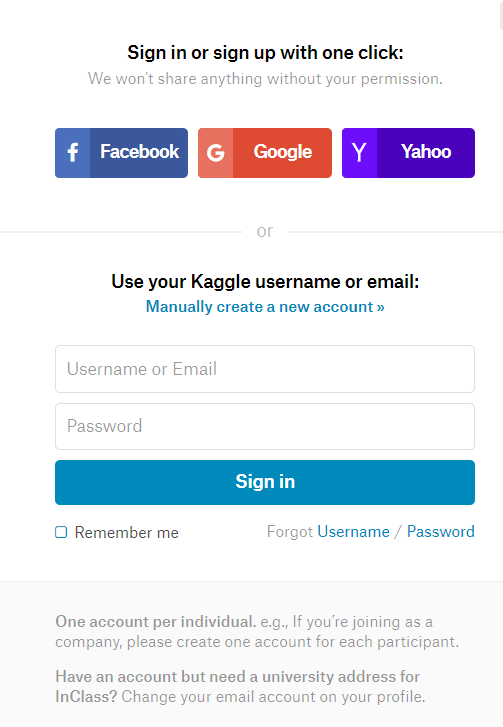 Sign in or sign up with one click:
We won't share anything without your permission.
f Facebook G Google Y Yahoo
or
Use your Kaggle username or email:
Manually create a new account »
Username or Email
Password
Sign in
Remember me Forgot Username / Password
One account per individual. e.g., If you're joining as a
company, please create one account for each participant.
Have an account but need a university address for
InClass? Change your email account on your profile.